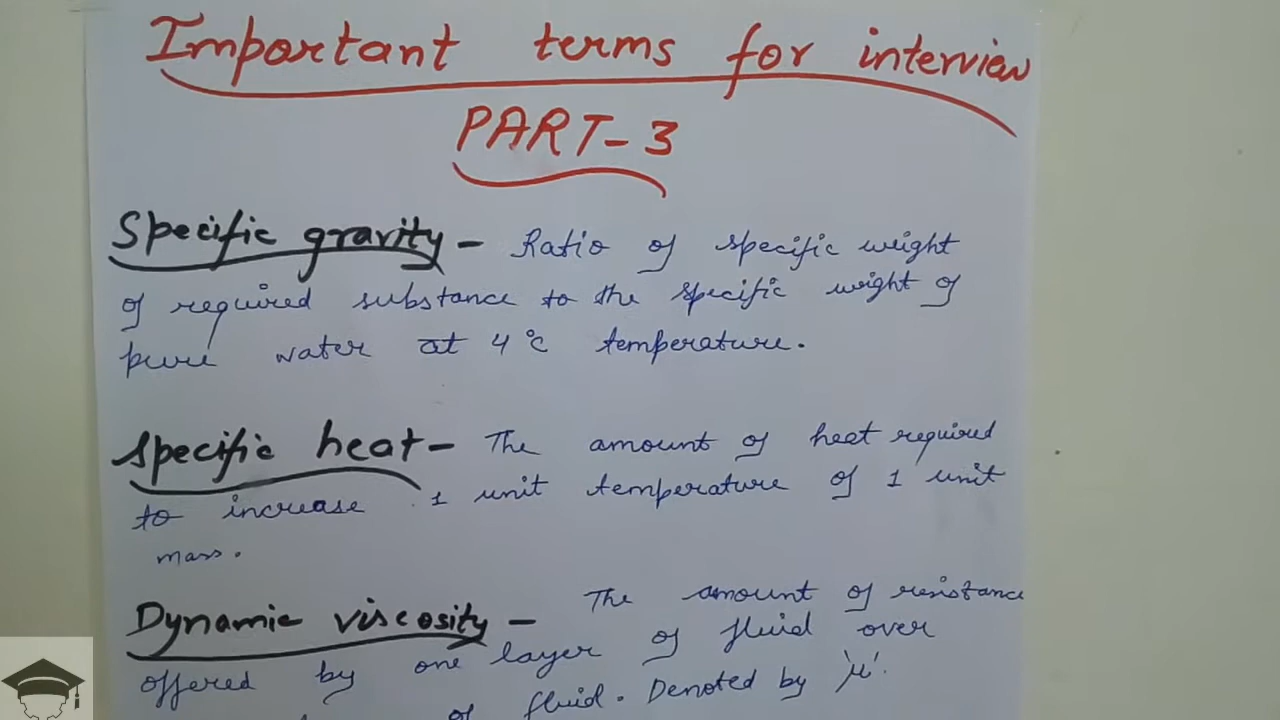 Important terms for interview
PART-3
Specific gravity - Ratio of specific weight
of required substance to the specific weight of
pure water at 4°c temperature.
Specific heat - The amount of heat required
to increase 1 unit temperature of 1 unit
mass.
Dynamic viscosity - The amount of resistance
offered by one layer of fluid over
of fluid. Denoted by 'μ'.